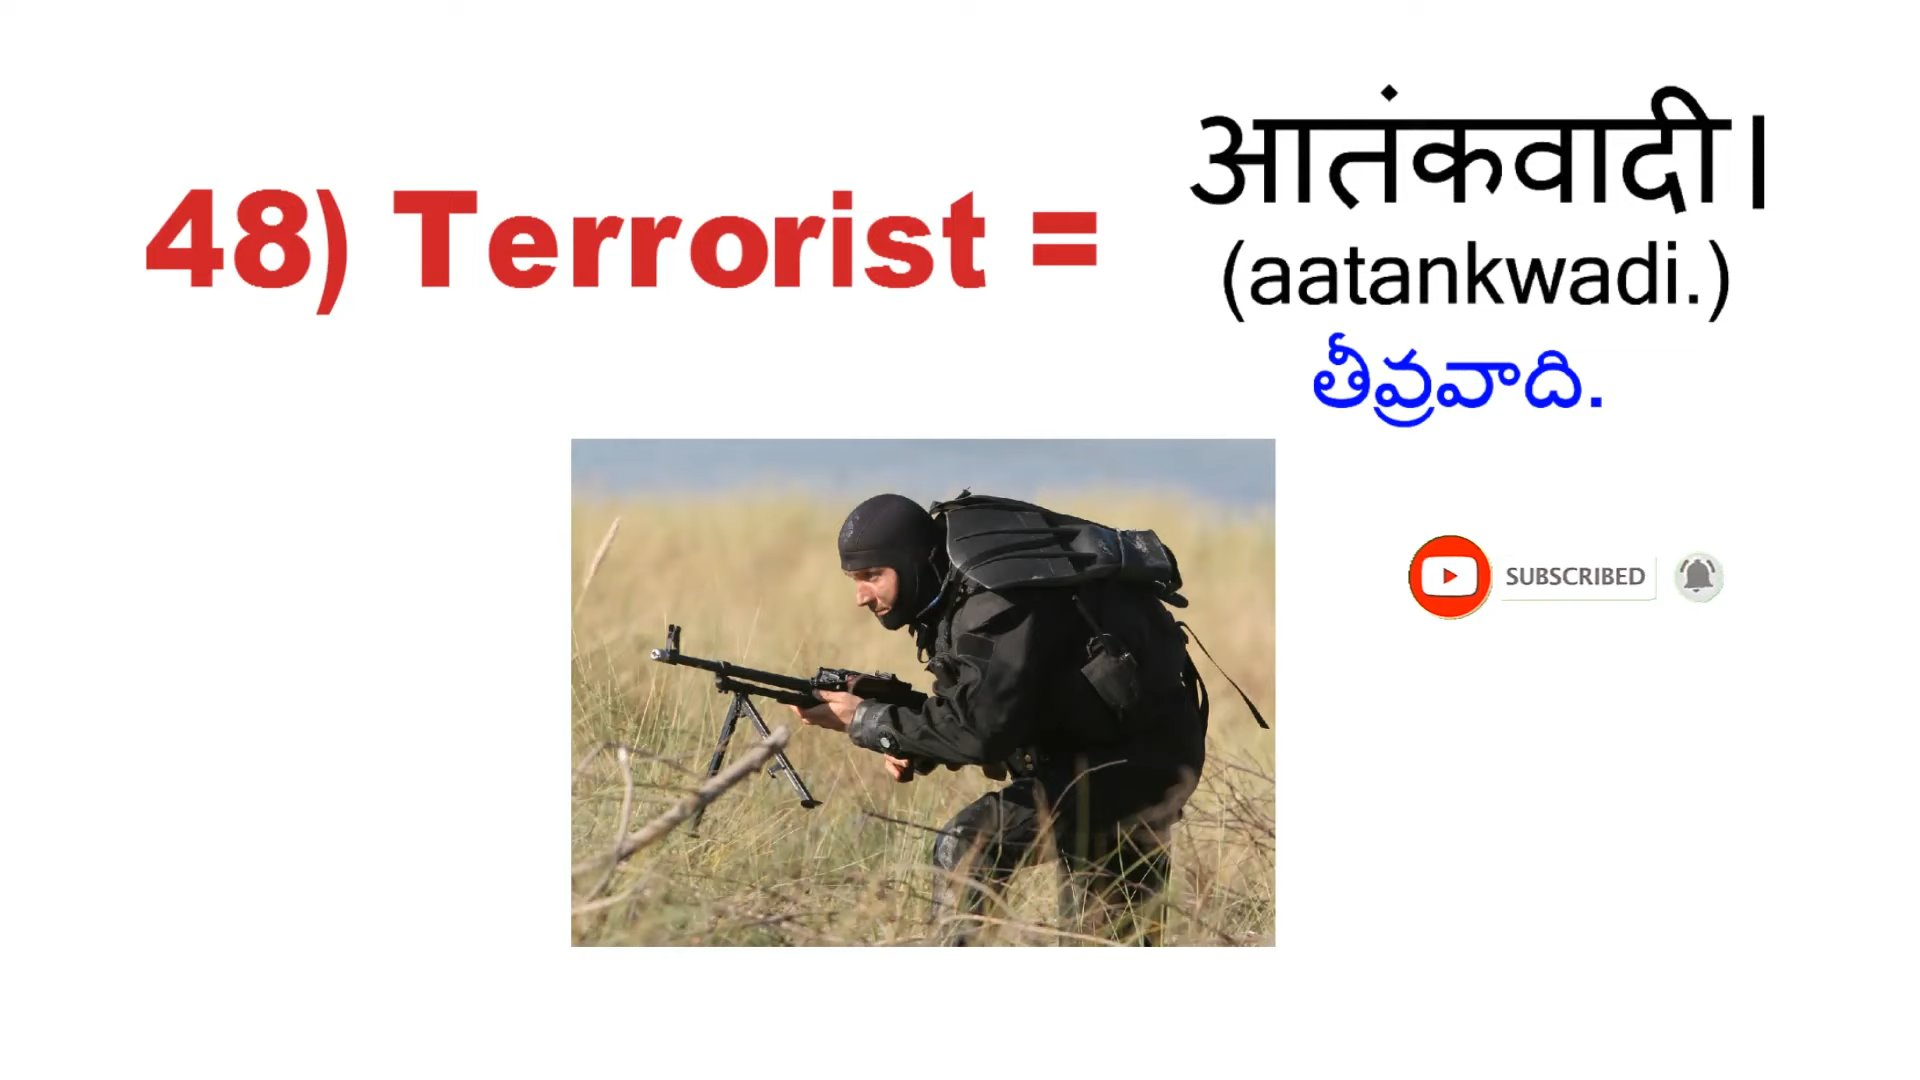 48) Terrorist =
आतंकवादी।
(aatankwadi.)
తీవ్రవాది.
SUBSCRIBED